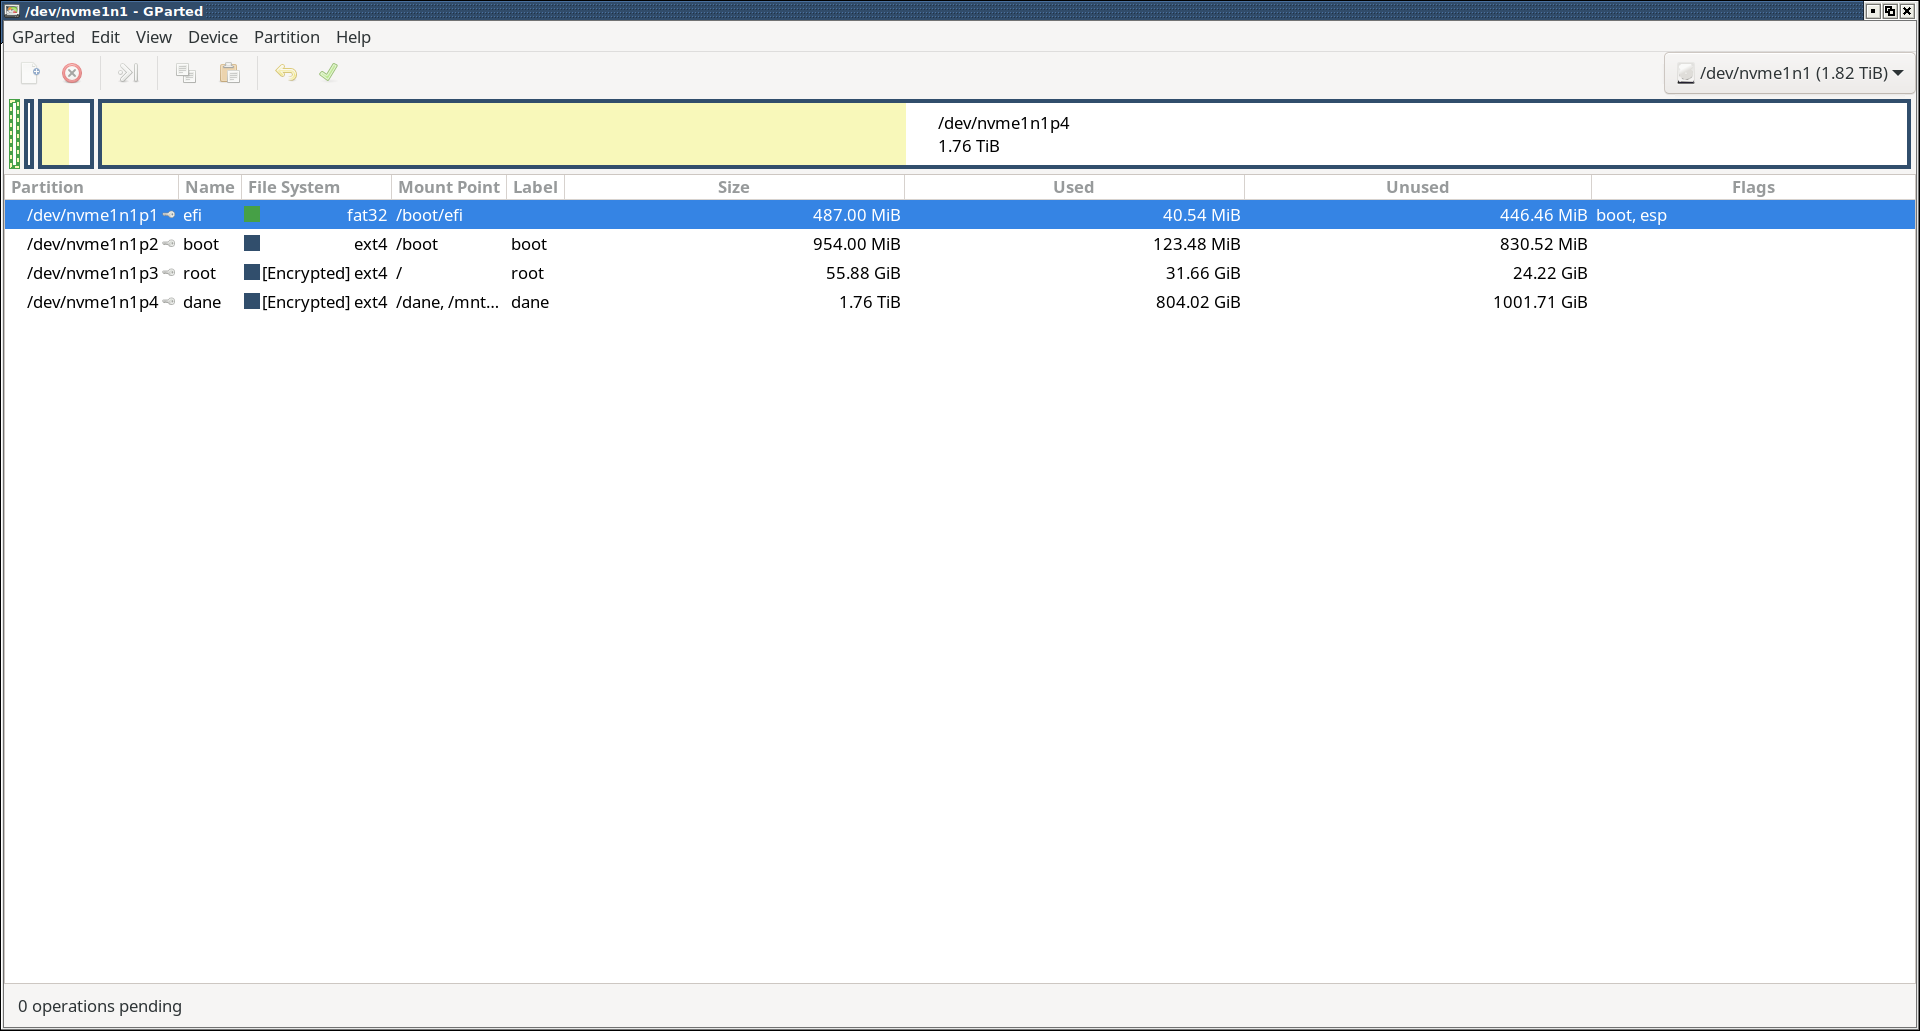 /dev/nvme1n1 - GParted
GParted Edit View Device Partition Help
/dev/nvme1n1 (1.82 TiB)
/dev/nvme1n1p4
1.76 TiB
Partition Name File System Mount Point Label Size Used Unused Flags
/dev/nvme1n1p1 efi fat32 /boot/efi 487.00 MiB 40.54 MiB 446.46 MiB boot, esp
/dev/nvme1n1p2 boot ext4 /boot boot 954.00 MiB 123.48 MiB 830.52 MiB
/dev/nvme1n1p3 root [Encrypted] ext4 / root 55.88 GiB 31.66 GiB 24.22 GiB
/dev/nvme1n1p4 dane [Encrypted] ext4 /dane, /mnt... dane 1.76 TiB 804.02 GiB 1001.71 GiB
0 operations pending